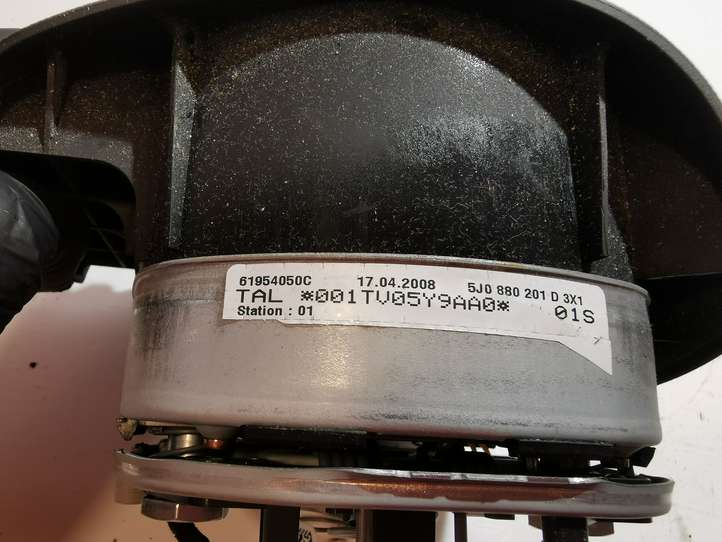 61954050C 17.04.2008 5J0 880 201 D 3X1
TAL *001TV05Y9AA0* 01S
Station : 01